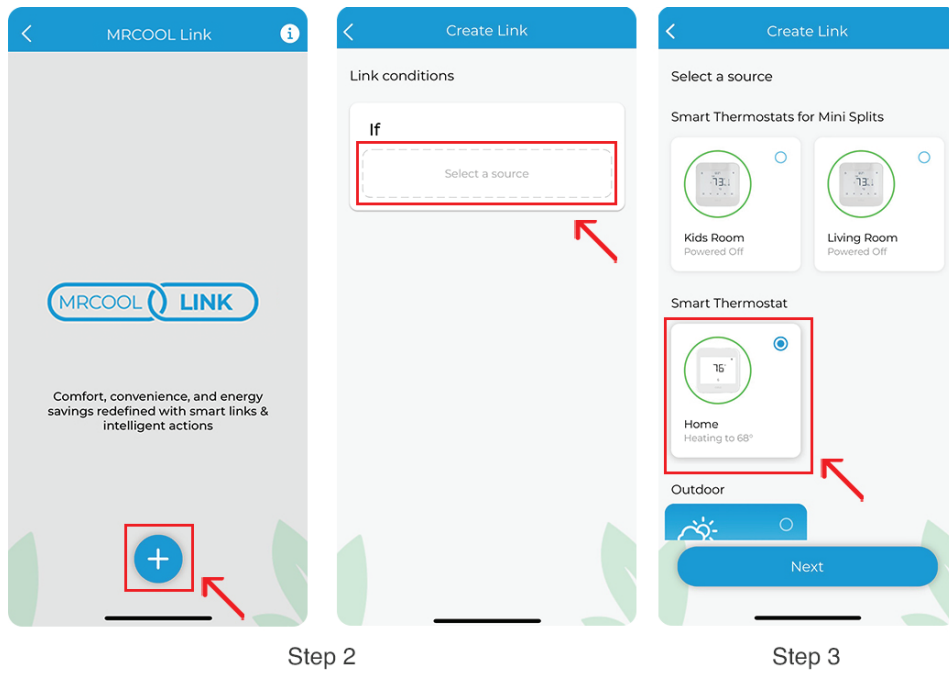 MRCOOL Link
i
MRCOOL LINK
Comfort, convenience, and energy
savings redefined with smart links &
intelligent actions
+
Create Link
Link conditions
If
Select a source
Step 2
Create Link
Select a source
Smart Thermostats for Mini Splits
73
73
Kids Room
Powered Off
Living Room
Powered Off
Smart Thermostat
76
Home
Heating to 68°
Outdoor
Next
Step 3